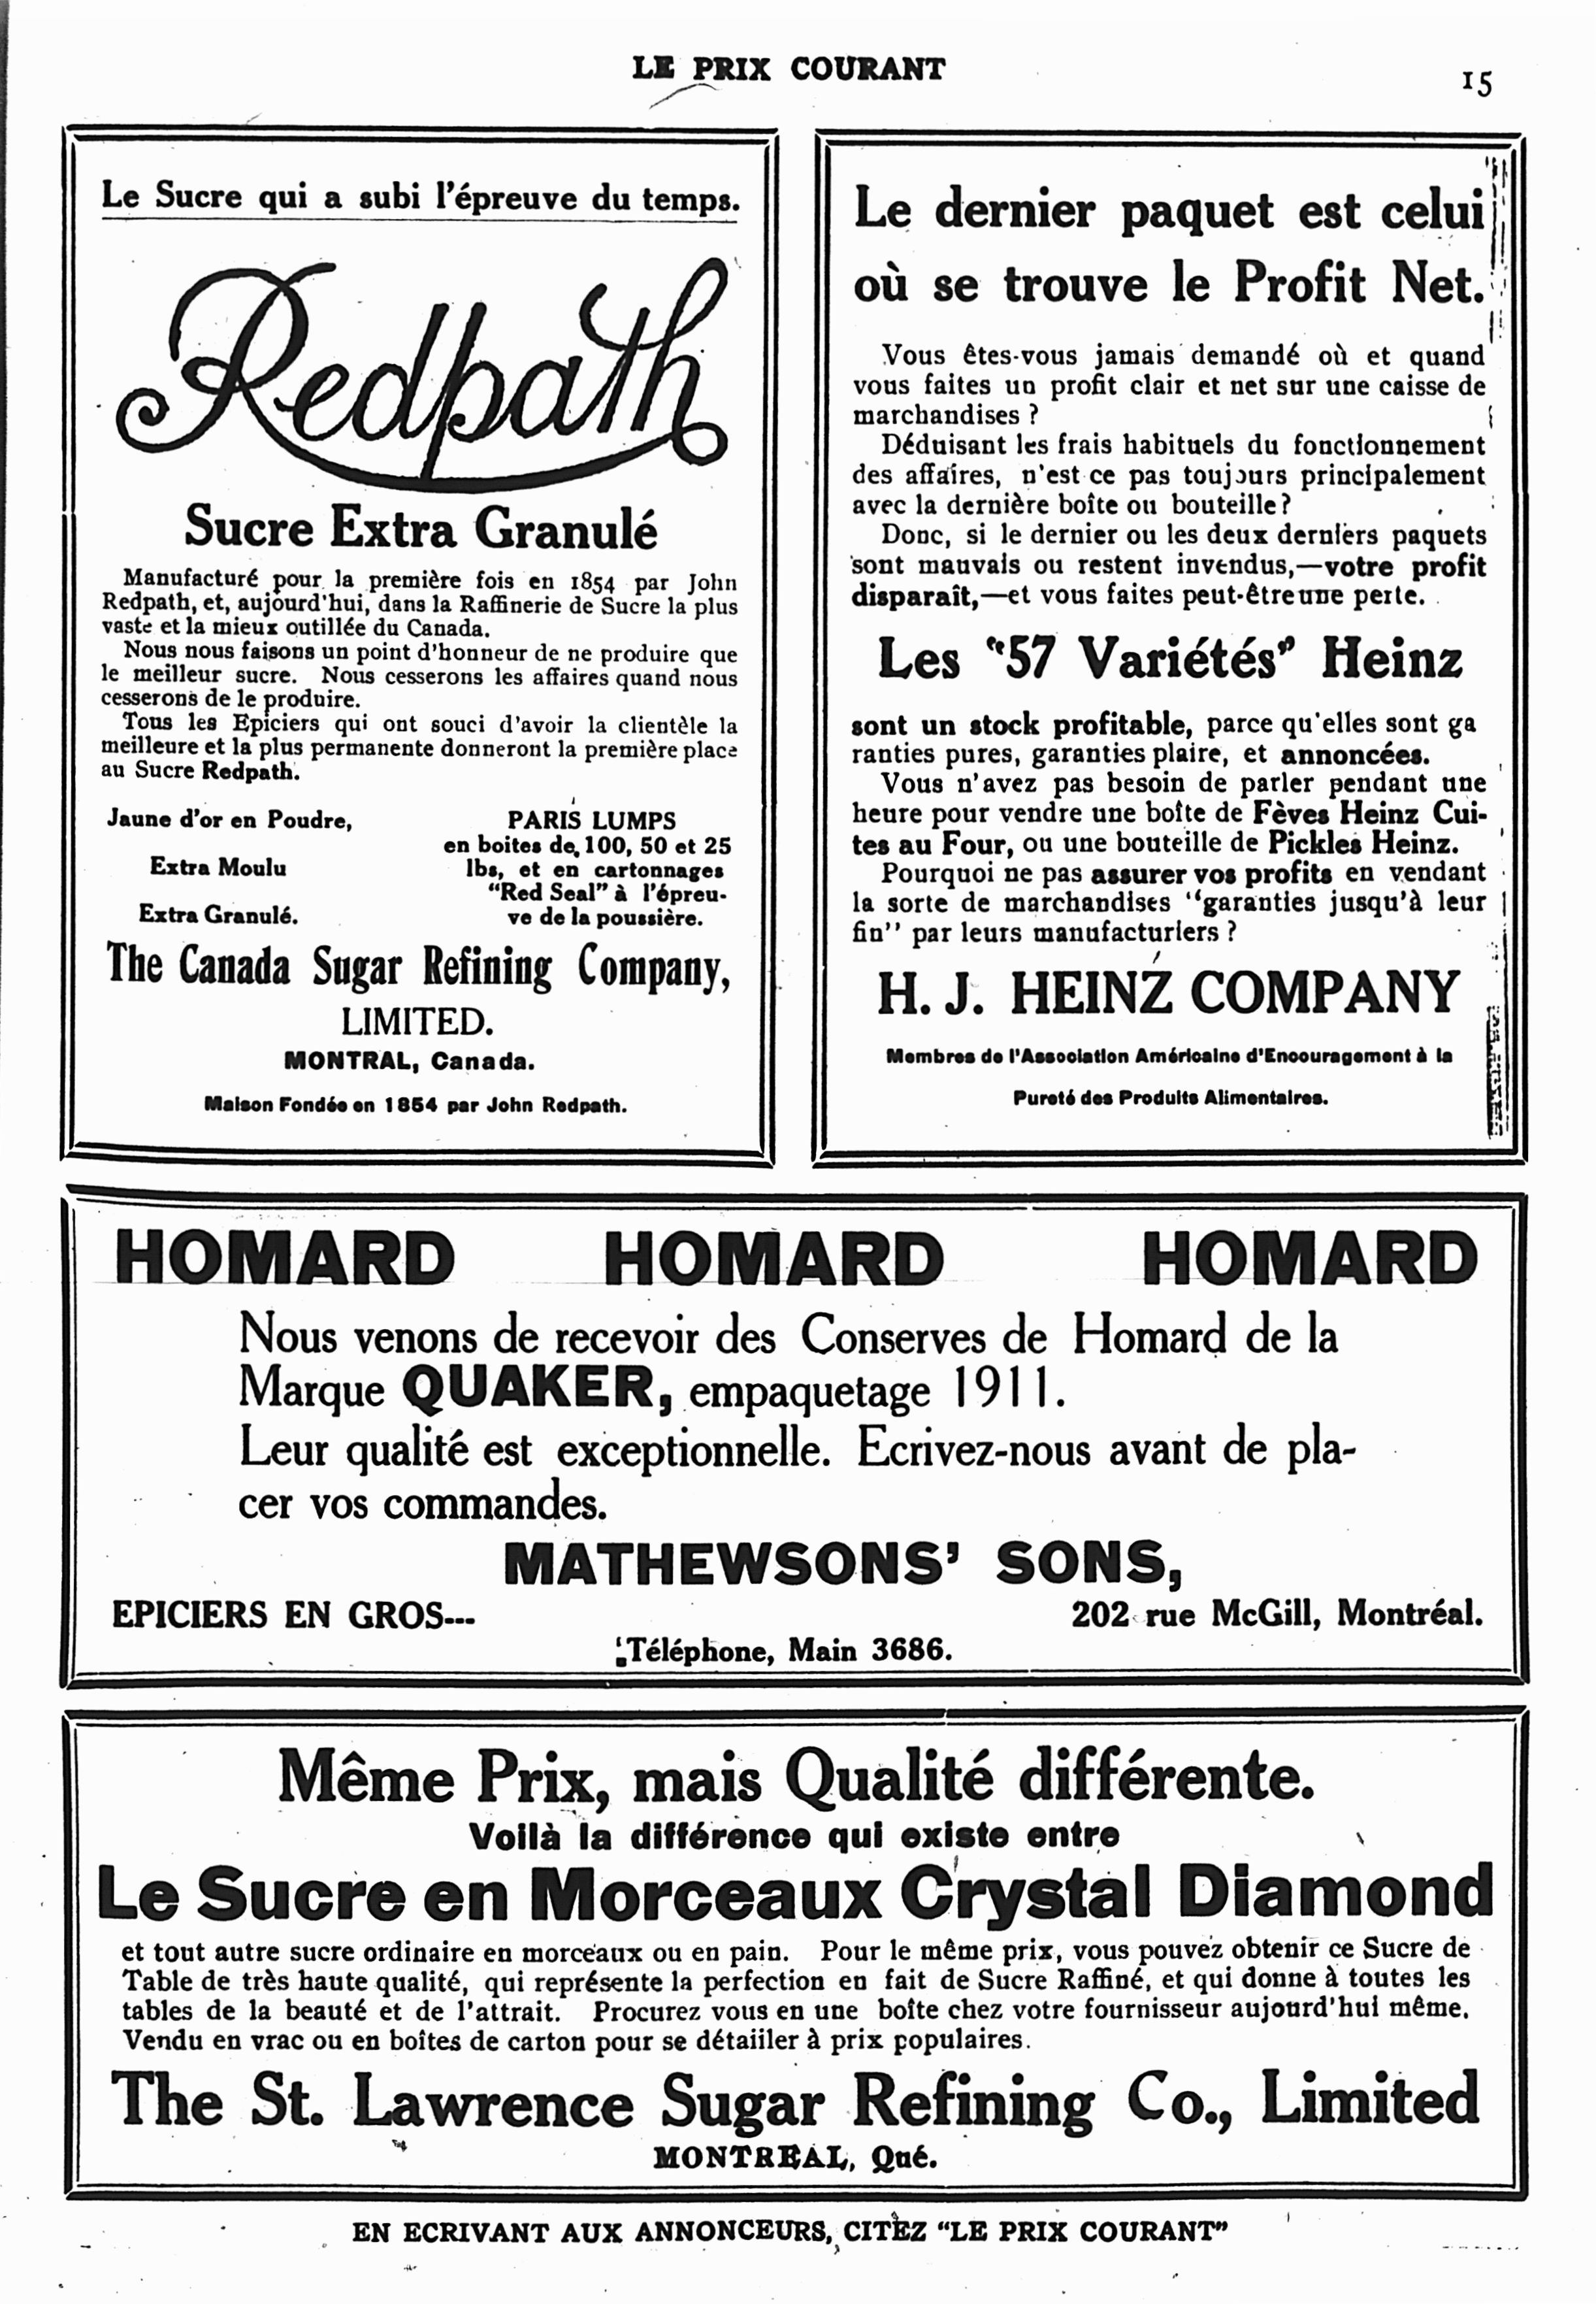 LE PRIX COURANT
15
Le Sucre qui a subi l'épreuve du temps.
Redpath
Sucre Extra Granulé
Manufacturé pour la première fois en 1854 par John
Redpath, et, aujourd'hui, dans la Raffinerie de Sucre la plus
vaste et la mieux outillée du Canada.
Nous nous faisons un point d'honneur de ne produire que
le meilleur sucre. Nous cesserons les affaires quand nous
cesserons de le produire.
Tous les Epiciers qui ont souci d'avoir la clientèle la
meilleure et la plus permanente donneront la première place
au Sucre Redpath.
Jaune d'or en Poudre,
Extra Moulu
Extra Granulé.
PARIS LUMPS
en boites de 100, 50 et 25
lbs, et en cartonnages
"Red Seal" à l'épreu-
ve de la poussière.
The Canada Sugar Refining Company,
LIMITED.
MONTRAL, Canada.
Maison Fondée en 1854 par John Redpath.
Le dernier paquet est celui
où se trouve le Profit Net.
Vous êtes-vous jamais demandé où et quand
vous faites un profit clair et net sur une caisse de
marchandises ?
Déduisant les frais habituels du fonctionnement
des affaires, n'est-ce pas toujours principalement
avec la dernière boîte ou bouteille ?
Donc, si le dernier ou les deux derniers paquets
sont mauvais ou restent invendus,—votre profit
disparaît,—et vous faites peut-être une perte.
Les "57 Variétés" Heinz
sont un stock profitable, parce qu'elles sont ga
ranties pures, garanties plaire, et annoncées.
Vous n'avez pas besoin de parler pendant une
heure pour vendre une boîte de Fèves Heinz Cui-
tes au Four, ou une bouteille de Pickles Heinz.
Pourquoi ne pas assurer vos profits en vendant
la sorte de marchandises "garanties jusqu'à leur
fin" par leurs manufacturiers ?
H. J. HEINZ COMPANY
Membres de l'Association Américaine d'Encouragement à la
Pureté des Produits Alimentaires.
HOMARD HOMARD HOMARD
Nous venons de recevoir des Conserves de Homard de la
Marque QUAKER, empaquetage 1911.
Leur qualité est exceptionnelle. Ecrivez-nous avant de pla-
cer vos commandes.
MATHEWSONS' SONS,
EPICIERS EN GROS--- 202 rue McGill, Montréal.
Téléphone, Main 3686.
Même Prix, mais Qualité différente.
Voilà la différence qui existe entre
Le Sucre en Morceaux Crystal Diamond
et tout autre sucre ordinaire en morceaux ou en pain. Pour le même prix, vous pouvez obtenir ce Sucre de
Table de très haute qualité, qui représente la perfection en fait de Sucre Raffiné, et qui donne à toutes les
tables de la beauté et de l'attrait. Procurez vous en une boîte chez votre fournisseur aujourd'hui même.
Vendu en vrac ou en boîtes de carton pour se détaiiler à prix populaires.
The St. Lawrence Sugar Refining Co., Limited
MONTREAL, Qué.
EN ECRIVANT AUX ANNONCEURS, CITEZ "LE PRIX COURANT"